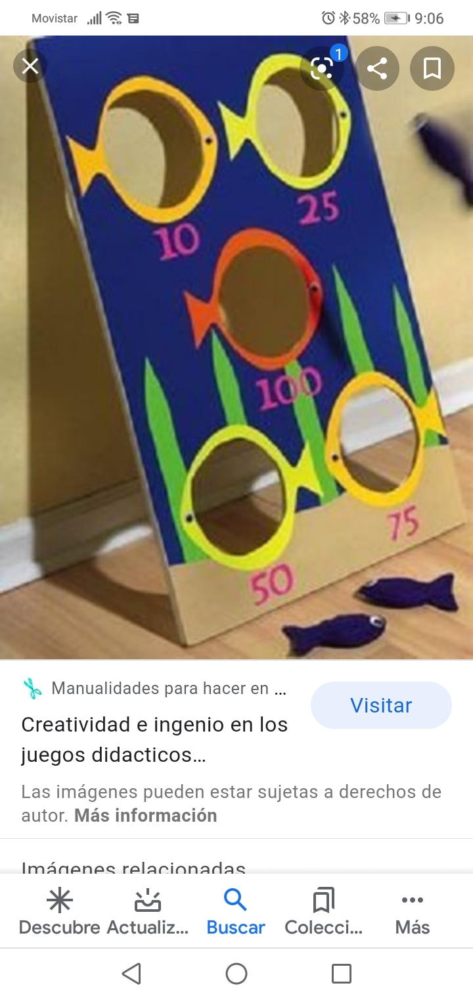 Movistar 58% 9:06
1
10
25
100
50
75
Manualidades para hacer en ...
Visitar
Creatividad e ingenio en los
juegos didacticos...
Las imágenes pueden estar sujetas a derechos de
autor. Más información
Imágenes relacionadas
Descubre Actualiz... Buscar Colecci... Más